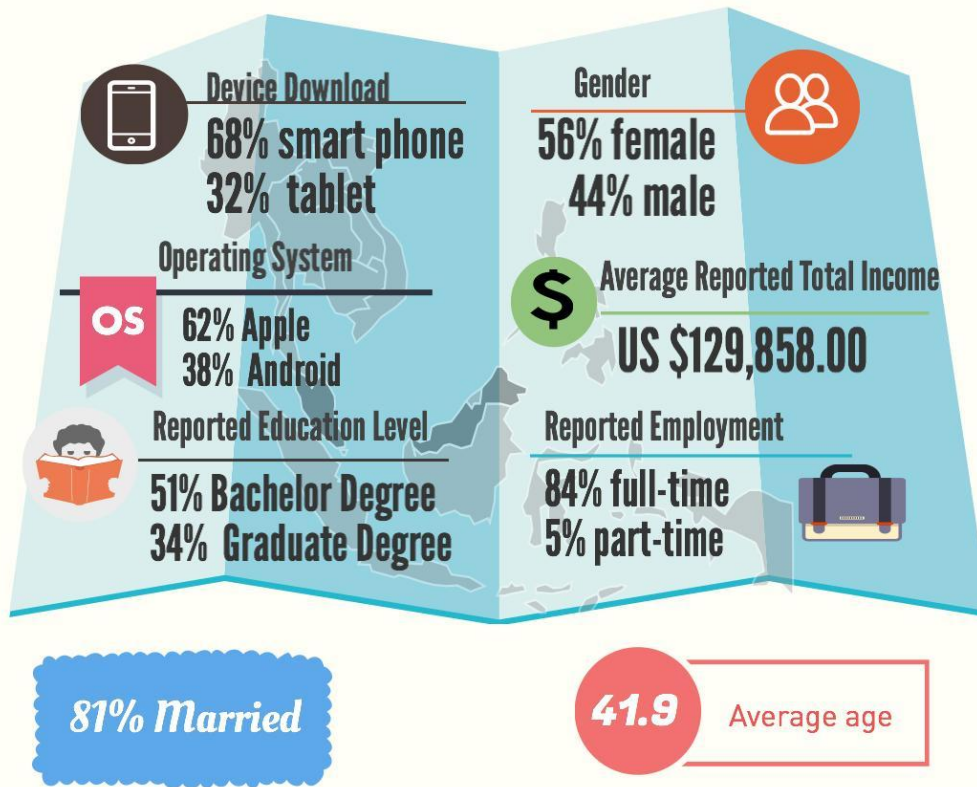 Device Download
68% smart phone
32% tablet
Operating System
OS
62% Apple
38% Android
Reported Education Level
51% Bachelor Degree
34% Graduate Degree
Gender
56% female
44% male
$
Average Reported Total Income
US $129,858.00
Reported Employment
84% full-time
5% part-time
81% Married
41.9
Average age